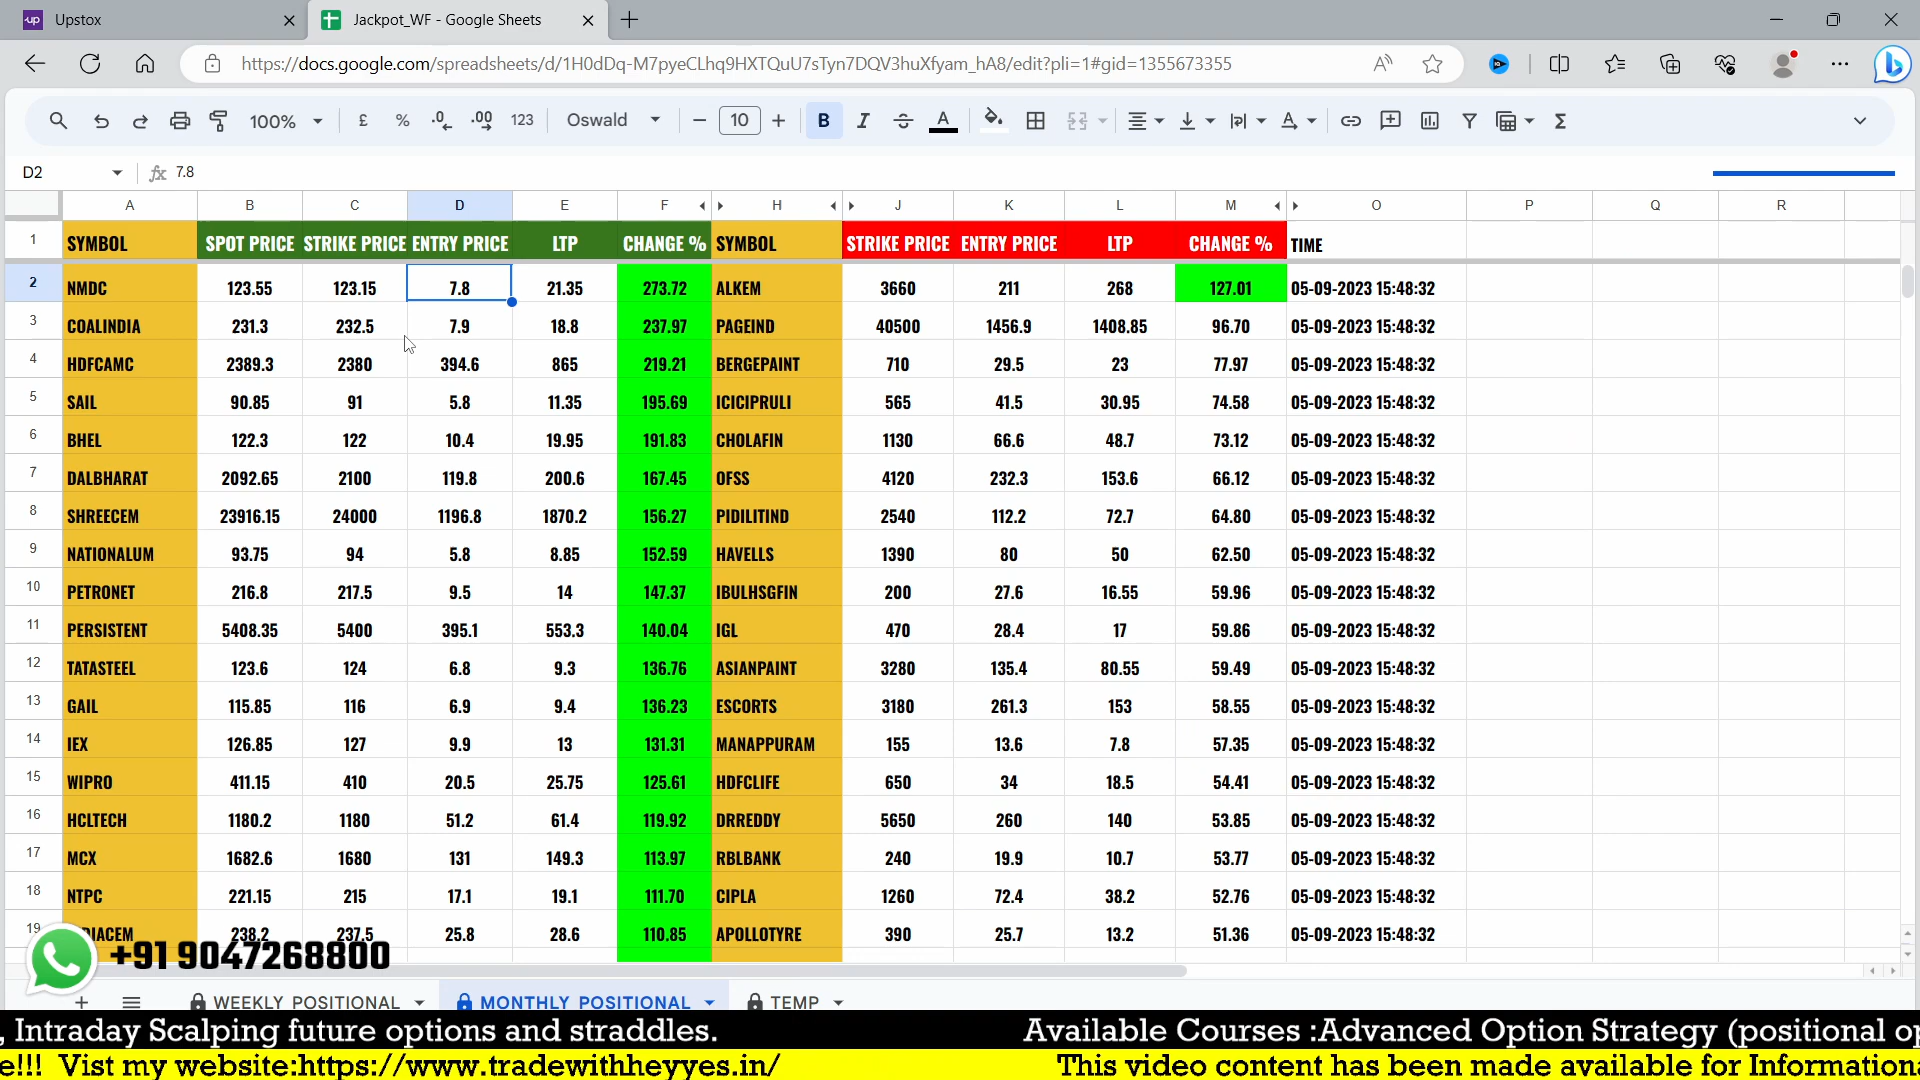 Upstox
Jackpot_WF - Google Sheets
https://docs.google.com/spreadsheets/d/1H0dDq-M7pyeCLhq9HXTQuU7sTyn7DQV3huXfyam_hA8/edit?pli=1#gid=1355673355
100% £ % .0 .00 123 Oswald 10 B I A
D2 fx 7.8
A B C D E F H J K L M O P Q R
1 SYMBOL SPOT PRICE STRIKE PRICE ENTRY PRICE LTP CHANGE % SYMBOL STRIKE PRICE ENTRY PRICE LTP CHANGE % TIME
2 NMDC 123.55 123.15 7.8 21.35 273.72 ALKEM 3660 211 268 127.01 05-09-2023 15:48:32
3 COALINDIA 231.3 232.5 7.9 18.8 237.97 PAGEIND 40500 1456.9 1408.85 96.70 05-09-2023 15:48:32
4 HDFCAMC 2389.3 2380 394.6 865 219.21 BERGEPAINT 710 29.5 23 77.97 05-09-2023 15:48:32
5 SAIL 90.85 91 5.8 11.35 195.69 ICICIPRULI 565 41.5 30.95 74.58 05-09-2023 15:48:32
6 BHEL 122.3 122 10.4 19.95 191.83 CHOLAFIN 1130 66.6 48.7 73.12 05-09-2023 15:48:32
7 DALBHARAT 2092.65 2100 119.8 200.6 167.45 OFSS 4120 232.3 153.6 66.12 05-09-2023 15:48:32
8 SHREECEM 23916.15 24000 1196.8 1870.2 156.27 PIDILITIND 2540 112.2 72.7 64.80 05-09-2023 15:48:32
9 NATIONALUM 93.75 94 5.8 8.85 152.59 HAVELLS 1390 80 50 62.50 05-09-2023 15:48:32
10 PETRONET 216.8 217.5 9.5 14 147.37 IBULHSGFIN 200 27.6 16.55 59.96 05-09-2023 15:48:32
11 PERSISTENT 5408.35 5400 395.1 553.3 140.04 IGL 470 28.4 17 59.86 05-09-2023 15:48:32
12 TATASTEEL 123.6 124 6.8 9.3 136.76 ASIANPAINT 3280 135.4 80.55 59.49 05-09-2023 15:48:32
13 GAIL 115.85 116 6.9 9.4 136.23 ESCORTS 3180 261.3 153 58.55 05-09-2023 15:48:32
14 IEX 126.85 127 9.9 13 131.31 MANAPPURAM 155 13.6 7.8 57.35 05-09-2023 15:48:32
15 WIPRO 411.15 410 20.5 25.75 125.61 HDFCLIFE 650 34 18.5 54.41 05-09-2023 15:48:32
16 HCLTECH 1180.2 1180 51.2 61.4 119.92 DRREDDY 5650 260 140 53.85 05-09-2023 15:48:32
17 MCX 1682.6 1680 131 149.3 113.97 RBLBANK 240 19.9 10.7 53.77 05-09-2023 15:48:32
18 NTPC 221.15 215 17.1 19.1 111.70 CIPLA 1260 72.4 38.2 52.76 05-09-2023 15:48:32
19 DIACEM 238.2 237.5 25.8 28.6 110.85 APOLLOTYRE 390 25.7 13.2 51.36 05-09-2023 15:48:32
+91 9047268800
WEEKLY POSITIONAL MONTHLY POSITIONAL TEMP
, Intraday Scalping future options and straddles. Available Courses :Advanced Option Strategy (positional op
e!!! Vist my website:https://www.tradewithheyyes.in/ This video content has been made available for Informationa